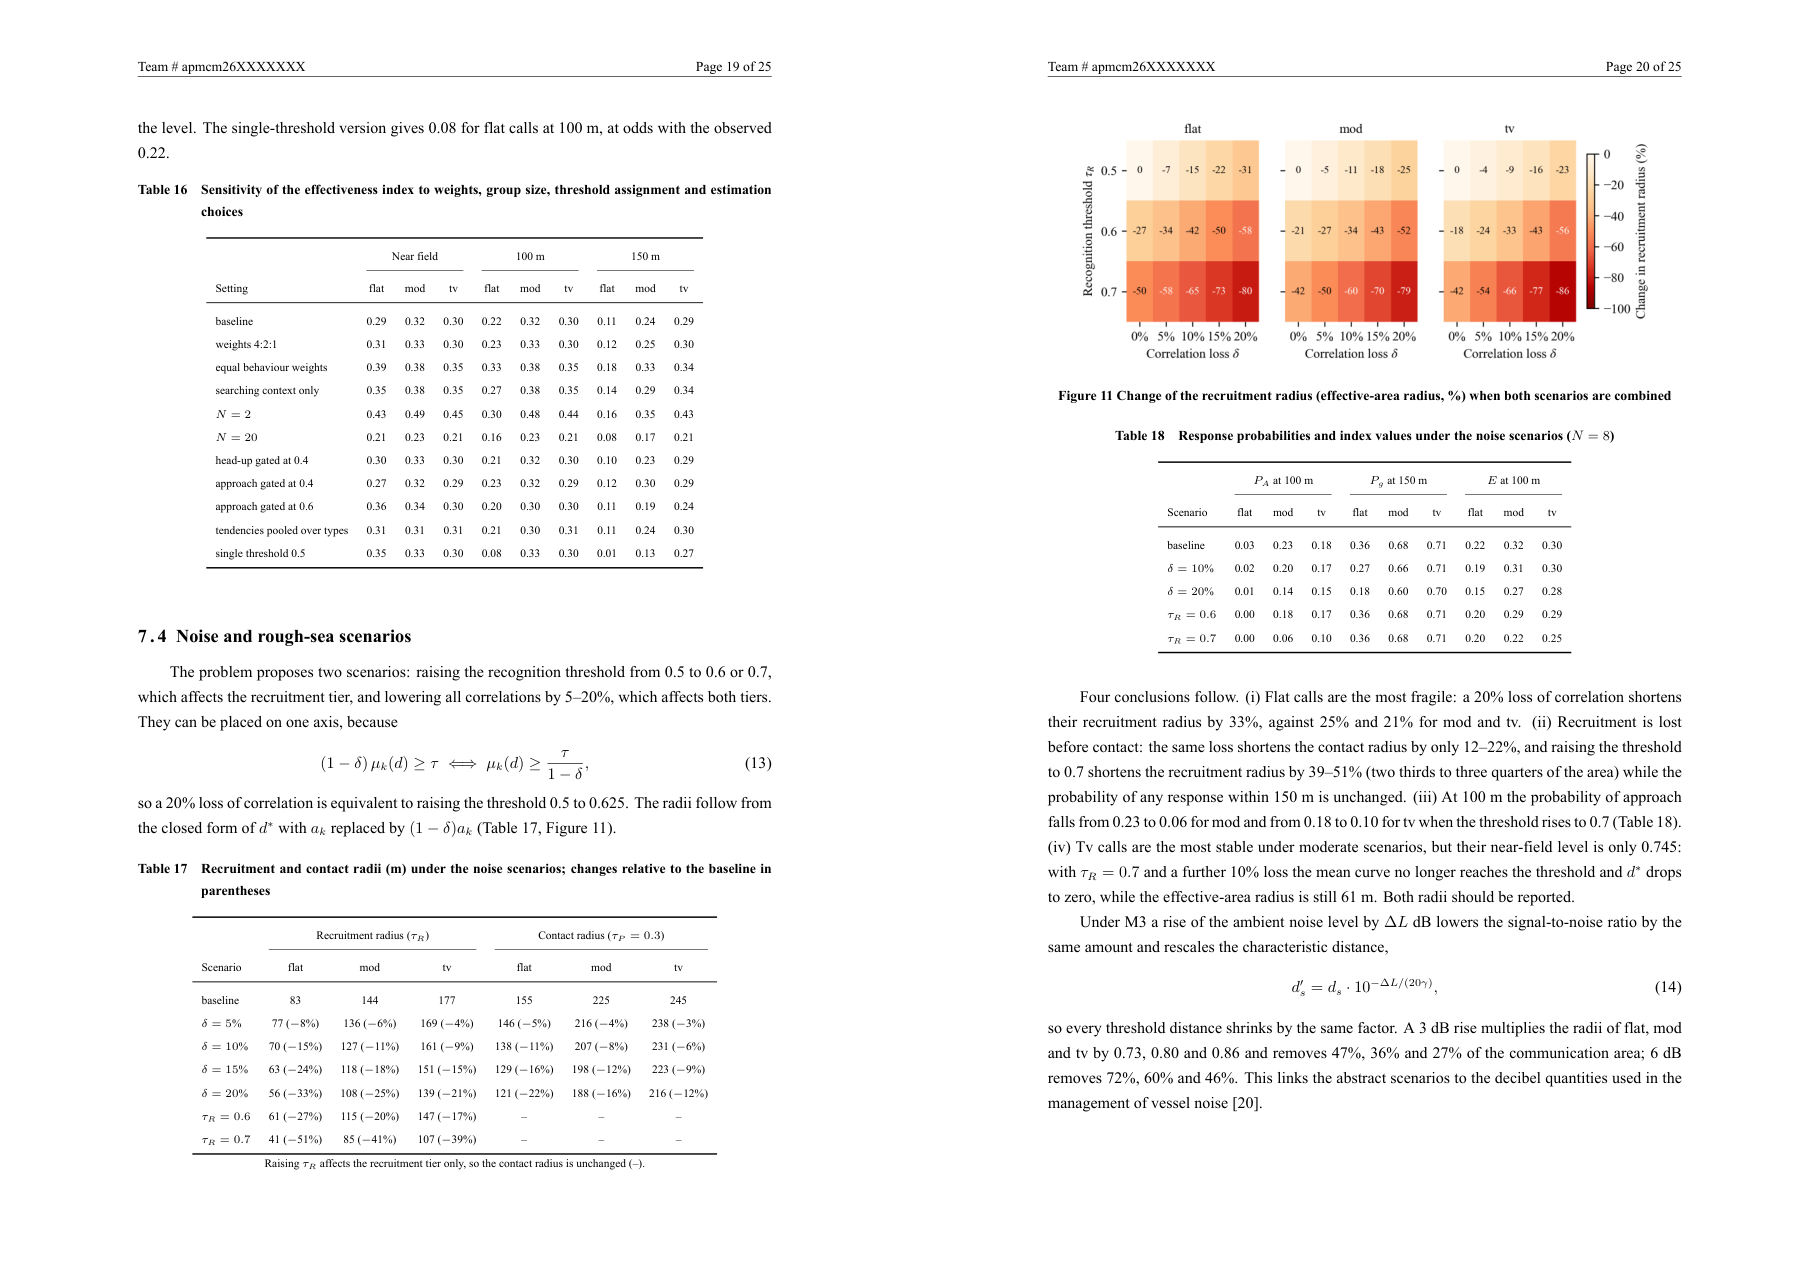 Team # apmcm26XXXXXXX Page 19 of 25
the level. The single-threshold version gives 0.08 for flat calls at 100 m, at odds with the observed
0.22.
Table 16 Sensitivity of the effectiveness index to weights, group size, threshold assignment and estimation
choices
Near field 100 m 150 m
Setting flat mod tv flat mod tv flat mod tv
baseline 0.29 0.32 0.30 0.22 0.32 0.30 0.11 0.24 0.29
weights 4:2:1 0.31 0.33 0.30 0.23 0.33 0.30 0.12 0.25 0.30
equal behaviour weights 0.39 0.38 0.35 0.33 0.38 0.35 0.18 0.33 0.34
searching context only 0.35 0.38 0.35 0.27 0.38 0.35 0.14 0.29 0.34
N = 2 0.43 0.49 0.45 0.30 0.48 0.44 0.16 0.35 0.43
N = 20 0.21 0.23 0.21 0.16 0.23 0.21 0.08 0.17 0.21
head-up gated at 0.4 0.30 0.33 0.30 0.21 0.32 0.30 0.10 0.23 0.29
approach gated at 0.4 0.27 0.32 0.29 0.23 0.32 0.29 0.12 0.30 0.29
approach gated at 0.6 0.36 0.34 0.30 0.20 0.30 0.30 0.11 0.19 0.24
tendencies pooled over types 0.31 0.31 0.31 0.21 0.30 0.31 0.11 0.24 0.30
single threshold 0.5 0.35 0.33 0.30 0.08 0.33 0.30 0.01 0.13 0.27
7.4 Noise and rough-sea scenarios
The problem proposes two scenarios: raising the recognition threshold from 0.5 to 0.6 or 0.7,
which affects the recruitment tier, and lowering all correlations by 5–20%, which affects both tiers.
They can be placed on one axis, because
(1 − δ) μ_k(d) ≥ τ ⟺ μ_k(d) ≥ τ/(1 − δ), (13)
so a 20% loss of correlation is equivalent to raising the threshold 0.5 to 0.625. The radii follow from
the closed form of d* with a_k replaced by (1 − δ)a_k (Table 17, Figure 11).
Table 17 Recruitment and contact radii (m) under the noise scenarios; changes relative to the baseline in
parentheses
Recruitment radius (τ_R) Contact radius (τ_P = 0.3)
Scenario flat mod tv flat mod tv
baseline 83 144 177 155 225 245
δ = 5% 77 (−8%) 136 (−6%) 169 (−4%) 146 (−5%) 216 (−4%) 238 (−3%)
δ = 10% 70 (−15%) 127 (−11%) 161 (−9%) 138 (−11%) 207 (−8%) 231 (−6%)
δ = 15% 63 (−24%) 118 (−18%) 151 (−15%) 129 (−16%) 198 (−12%) 223 (−9%)
δ = 20% 56 (−33%) 108 (−25%) 139 (−21%) 121 (−22%) 188 (−16%) 216 (−12%)
τ_R = 0.6 61 (−27%) 115 (−20%) 147 (−17%) – – –
τ_R = 0.7 41 (−51%) 85 (−41%) 107 (−39%) – – –
Raising τ_R affects the recruitment tier only, so the contact radius is unchanged (–).
Team # apmcm26XXXXXXX Page 20 of 25
flat mod tv
Recognition threshold τ_R
0.5 0 -7 -15 -22 -31 0 -5 -11 -18 -25 0 -4 -9 -16 -23
0.6 -27 -34 -42 -50 -58 -21 -27 -34 -43 -52 -18 -24 -33 -43 -56
0.7 -50 -58 -65 -73 -80 -42 -50 -60 -70 -79 -42 -54 -66 -77 -86
0% 5% 10% 15% 20% 0% 5% 10% 15% 20% 0% 5% 10% 15% 20%
Correlation loss δ Correlation loss δ Correlation loss δ
0
−20
−40
−60
−80
−100
Change in recruitment radius (%)
Figure 11 Change of the recruitment radius (effective-area radius, %) when both scenarios are combined
Table 18 Response probabilities and index values under the noise scenarios (N = 8)
P_A at 100 m P_g at 150 m E at 100 m
Scenario flat mod tv flat mod tv flat mod tv
baseline 0.03 0.23 0.18 0.36 0.68 0.71 0.22 0.32 0.30
δ = 10% 0.02 0.20 0.17 0.27 0.66 0.71 0.19 0.31 0.30
δ = 20% 0.01 0.14 0.15 0.18 0.60 0.70 0.15 0.27 0.28
τ_R = 0.6 0.00 0.18 0.17 0.36 0.68 0.71 0.20 0.29 0.29
τ_R = 0.7 0.00 0.06 0.10 0.36 0.68 0.71 0.20 0.22 0.25
Four conclusions follow. (i) Flat calls are the most fragile: a 20% loss of correlation shortens
their recruitment radius by 33%, against 25% and 21% for mod and tv. (ii) Recruitment is lost
before contact: the same loss shortens the contact radius by only 12–22%, and raising the threshold
to 0.7 shortens the recruitment radius by 39–51% (two thirds to three quarters of the area) while the
probability of any response within 150 m is unchanged. (iii) At 100 m the probability of approach
falls from 0.23 to 0.06 for mod and from 0.18 to 0.10 for tv when the threshold rises to 0.7 (Table 18).
(iv) Tv calls are the most stable under moderate scenarios, but their near-field level is only 0.745:
with τ_R = 0.7 and a further 10% loss the mean curve no longer reaches the threshold and d* drops
to zero, while the effective-area radius is still 61 m. Both radii should be reported.
Under M3 a rise of the ambient noise level by ΔL dB lowers the signal-to-noise ratio by the
same amount and rescales the characteristic distance,
d′_s = d_s · 10^{−ΔL/(20γ)}, (14)
so every threshold distance shrinks by the same factor. A 3 dB rise multiplies the radii of flat, mod
and tv by 0.73, 0.80 and 0.86 and removes 47%, 36% and 27% of the communication area; 6 dB
removes 72%, 60% and 46%. This links the abstract scenarios to the decibel quantities used in the
management of vessel noise [20].